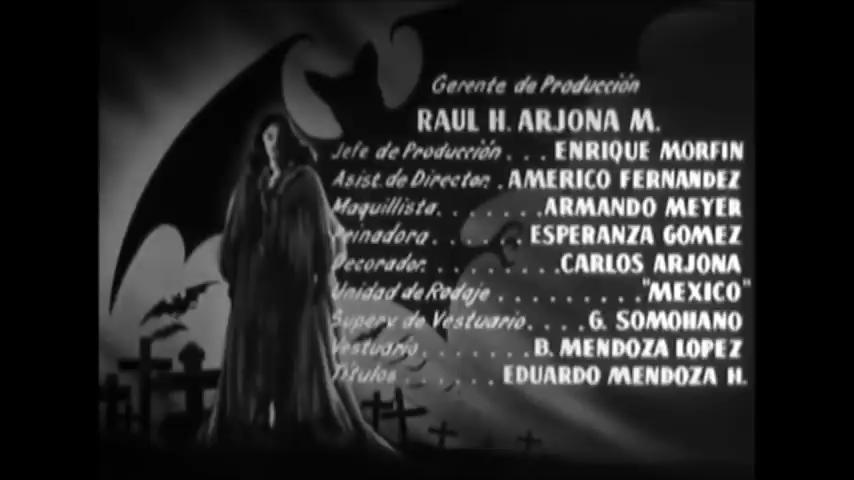 Gerente de Producción
RAUL H. ARJONA M.
Jefe de Producción . . . ENRIQUE MORFIN
Asist. de Director. . AMERICO FERNANDEZ
Maquillista. . . . . . . ARMANDO MEYER
Peinadora . . . . . . ESPERANZA GOMEZ
Decorador. . . . . . . . . CARLOS ARJONA
Unidad de Rodaje . . . . . . . . . "MEXICO"
Superv. de Vestuario. . . . G. SOMOHANO
Vestuario . . . . . . . B. MENDOZA LOPEZ
Títulos . . . . . . EDUARDO MENDOZA H.